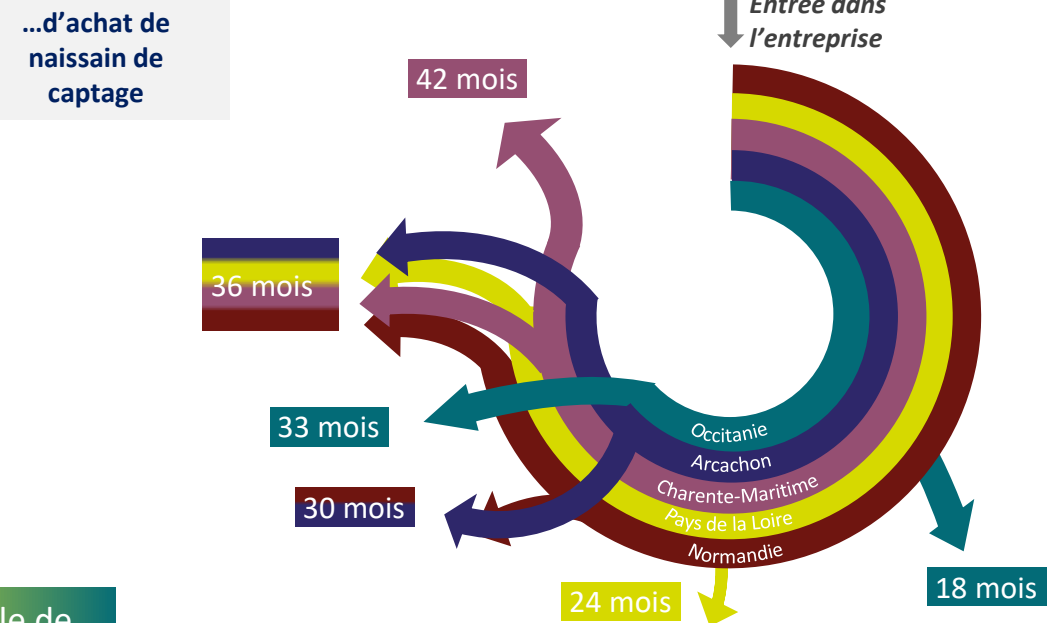 …d’achat de
naissain de
captage
Entrée dans
l’entreprise
42 mois
36 mois
33 mois
30 mois
Occitanie
Arcachon
Charente-Maritime
Pays de la Loire
Normandie
24 mois
18 mois
de